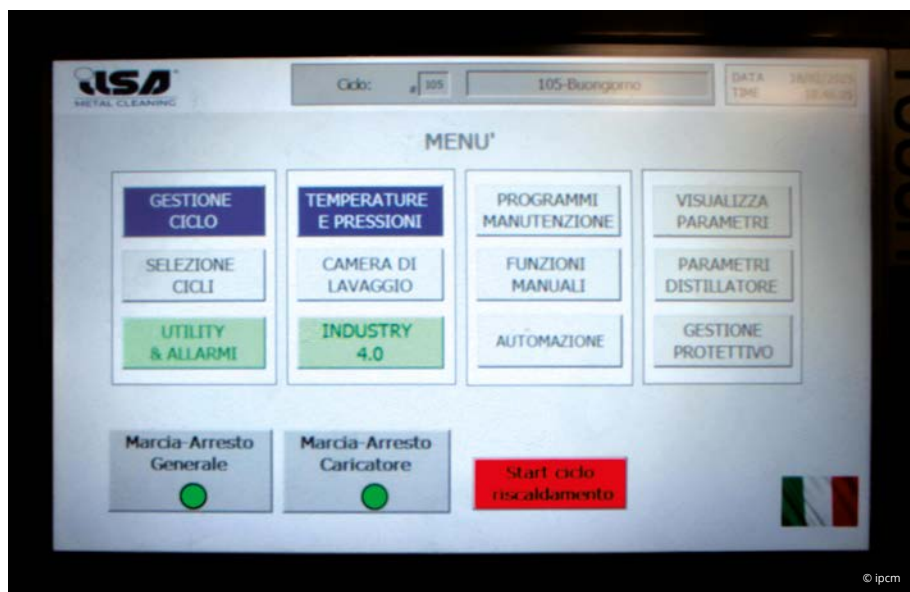 ILSA
METAL CLEANING
Ciclo: # 105 105-Buongiorno
DATA
TIME
MENU'
GESTIONE
CICLO
TEMPERATURE
E PRESSIONI
PROGRAMMI
MANUTENZIONE
VISUALIZZA
PARAMETRI
SELEZIONE
CICLI
CAMERA DI
LAVAGGIO
FUNZIONI
MANUALI
PARAMETRI
DISTILLATORE
UTILITY
& ALLARMI
INDUSTRY
4.0
AUTOMAZIONE
GESTIONE
PROTETTIVO
Marcia-Arresto
Generale
Marcia-Arresto
Caricatore
Start ciclo
riscaldamento
© ipcm